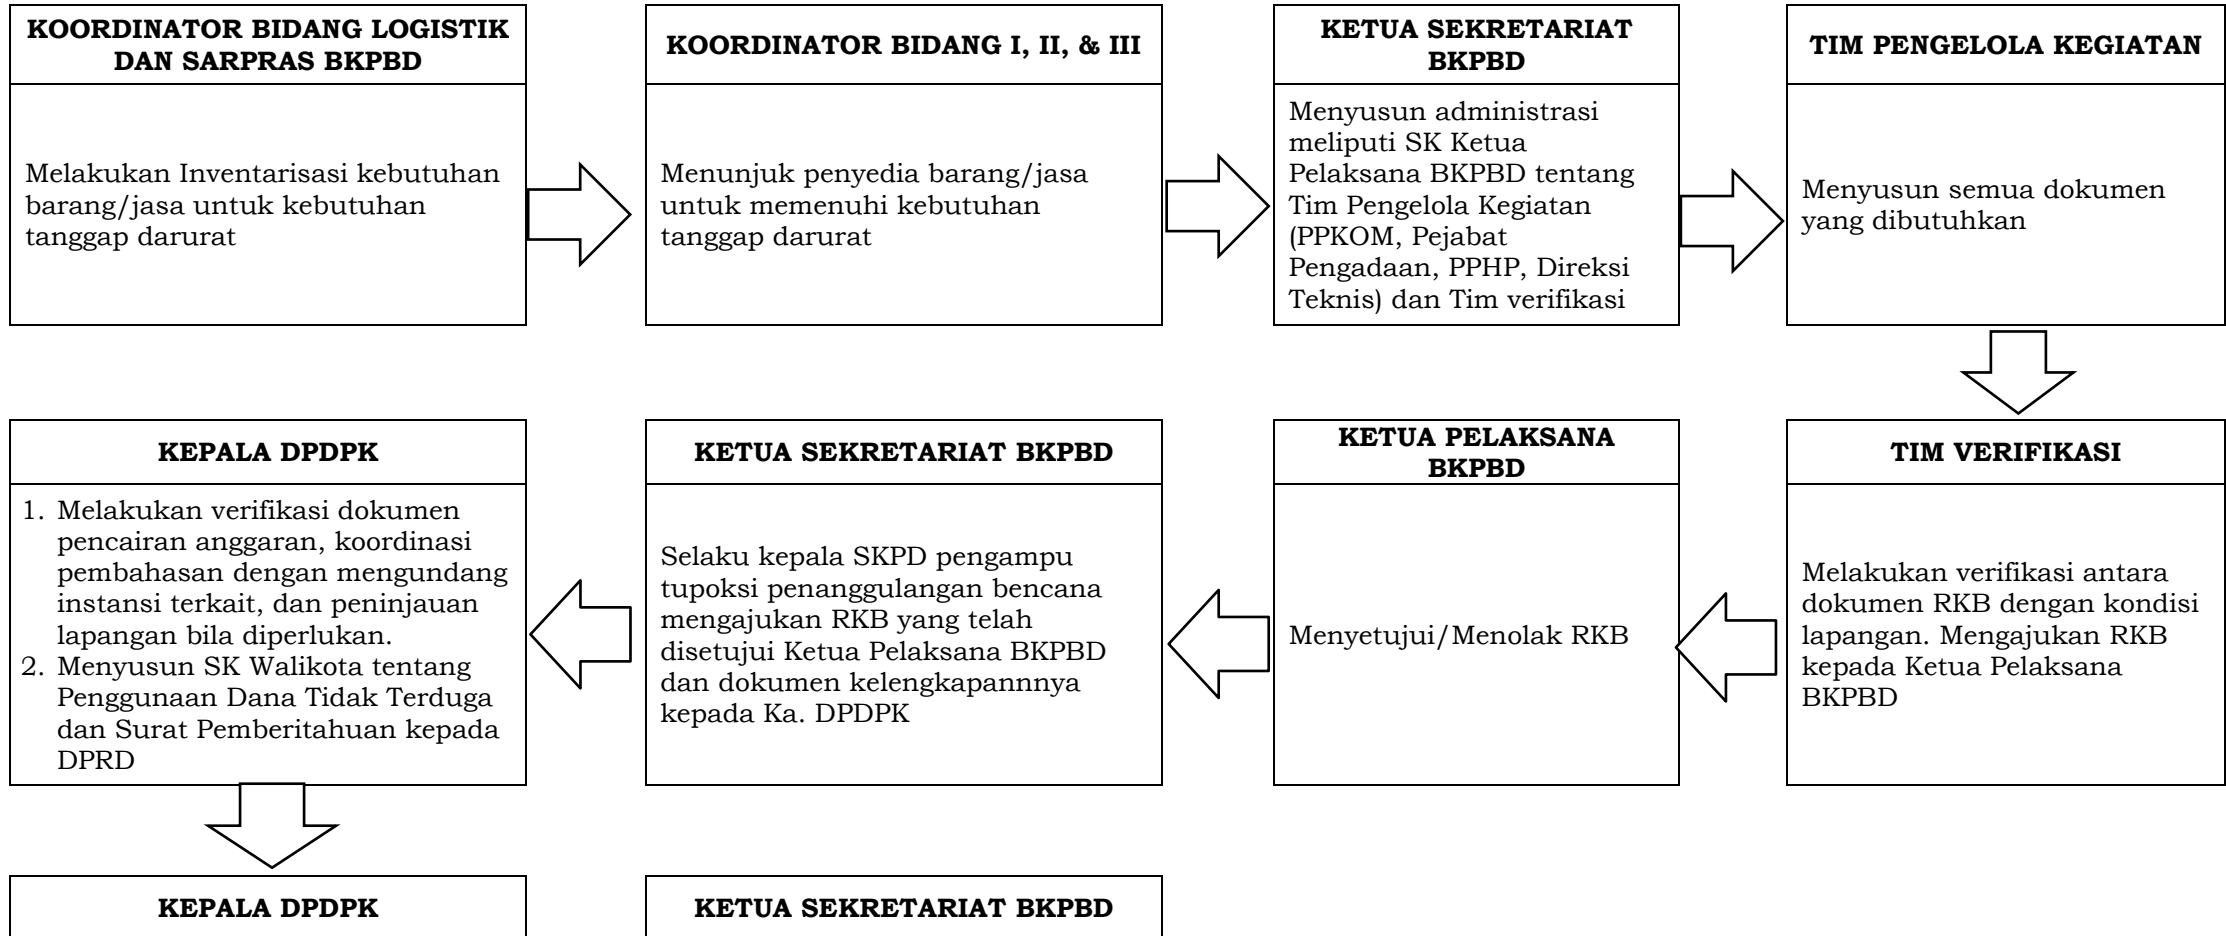 KOORDINATOR BIDANG LOGISTIK
DAN SARPRAS BKPBD
Melakukan Inventarisasi kebutuhan
barang/jasa untuk kebutuhan
tanggap darurat
KOORDINATOR BIDANG I, II, & III
Menunjuk penyedia barang/jasa
untuk memenuhi kebutuhan
tanggap darurat
KETUA SEKRETARIAT
BKPBD
Menyusun administrasi
meliputi SK Ketua
Pelaksana BKPBD tentang
Tim Pengelola Kegiatan
(PPKOM, Pejabat
Pengadaan, PPHP, Direksi
Teknis) dan Tim verifikasi
TIM PENGELOLA KEGIATAN
Menyusun semua dokumen
yang dibutuhkan
TIM VERIFIKASI
Melakukan verifikasi antara
dokumen RKB dengan kondisi
lapangan. Mengajukan RKB
kepada Ketua Pelaksana
BKPBD
KETUA PELAKSANA
BKPBD
Menyetujui/Menolak RKB
KETUA SEKRETARIAT BKPBD
Selaku kepala SKPD pengampu
tupoksi penanggulangan bencana
mengajukan RKB yang telah
disetujui Ketua Pelaksana BKPBD
dan dokumen kelengkapannnya
kepada Ka. DPDPK
KEPALA DPDPK
1. Melakukan verifikasi dokumen
pencairan anggaran, koordinasi
pembahasan dengan mengundang
instansi terkait, dan peninjauan
lapangan bila diperlukan.
2. Menyusun SK Walikota tentang
Penggunaan Dana Tidak Terduga
dan Surat Pemberitahuan kepada
DPRD
KEPALA DPDPK
KETUA SEKRETARIAT BKPBD